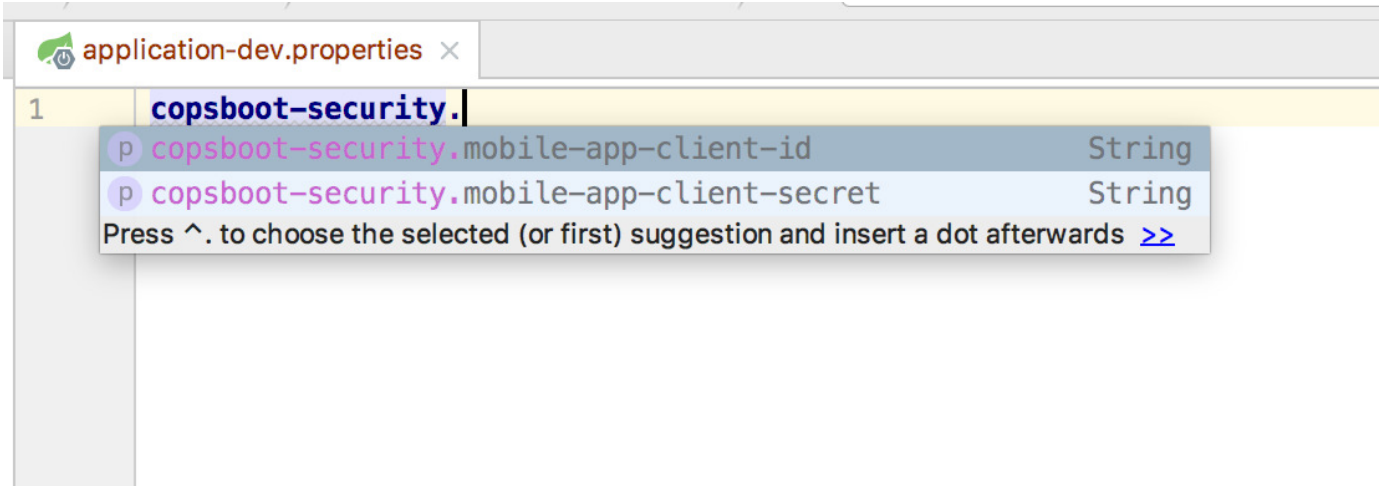 application-dev.properties ×
1 copsboot-security.
p copsboot-security.mobile-app-client-id String
p copsboot-security.mobile-app-client-secret String
Press ^. to choose the selected (or first) suggestion and insert a dot afterwards >>